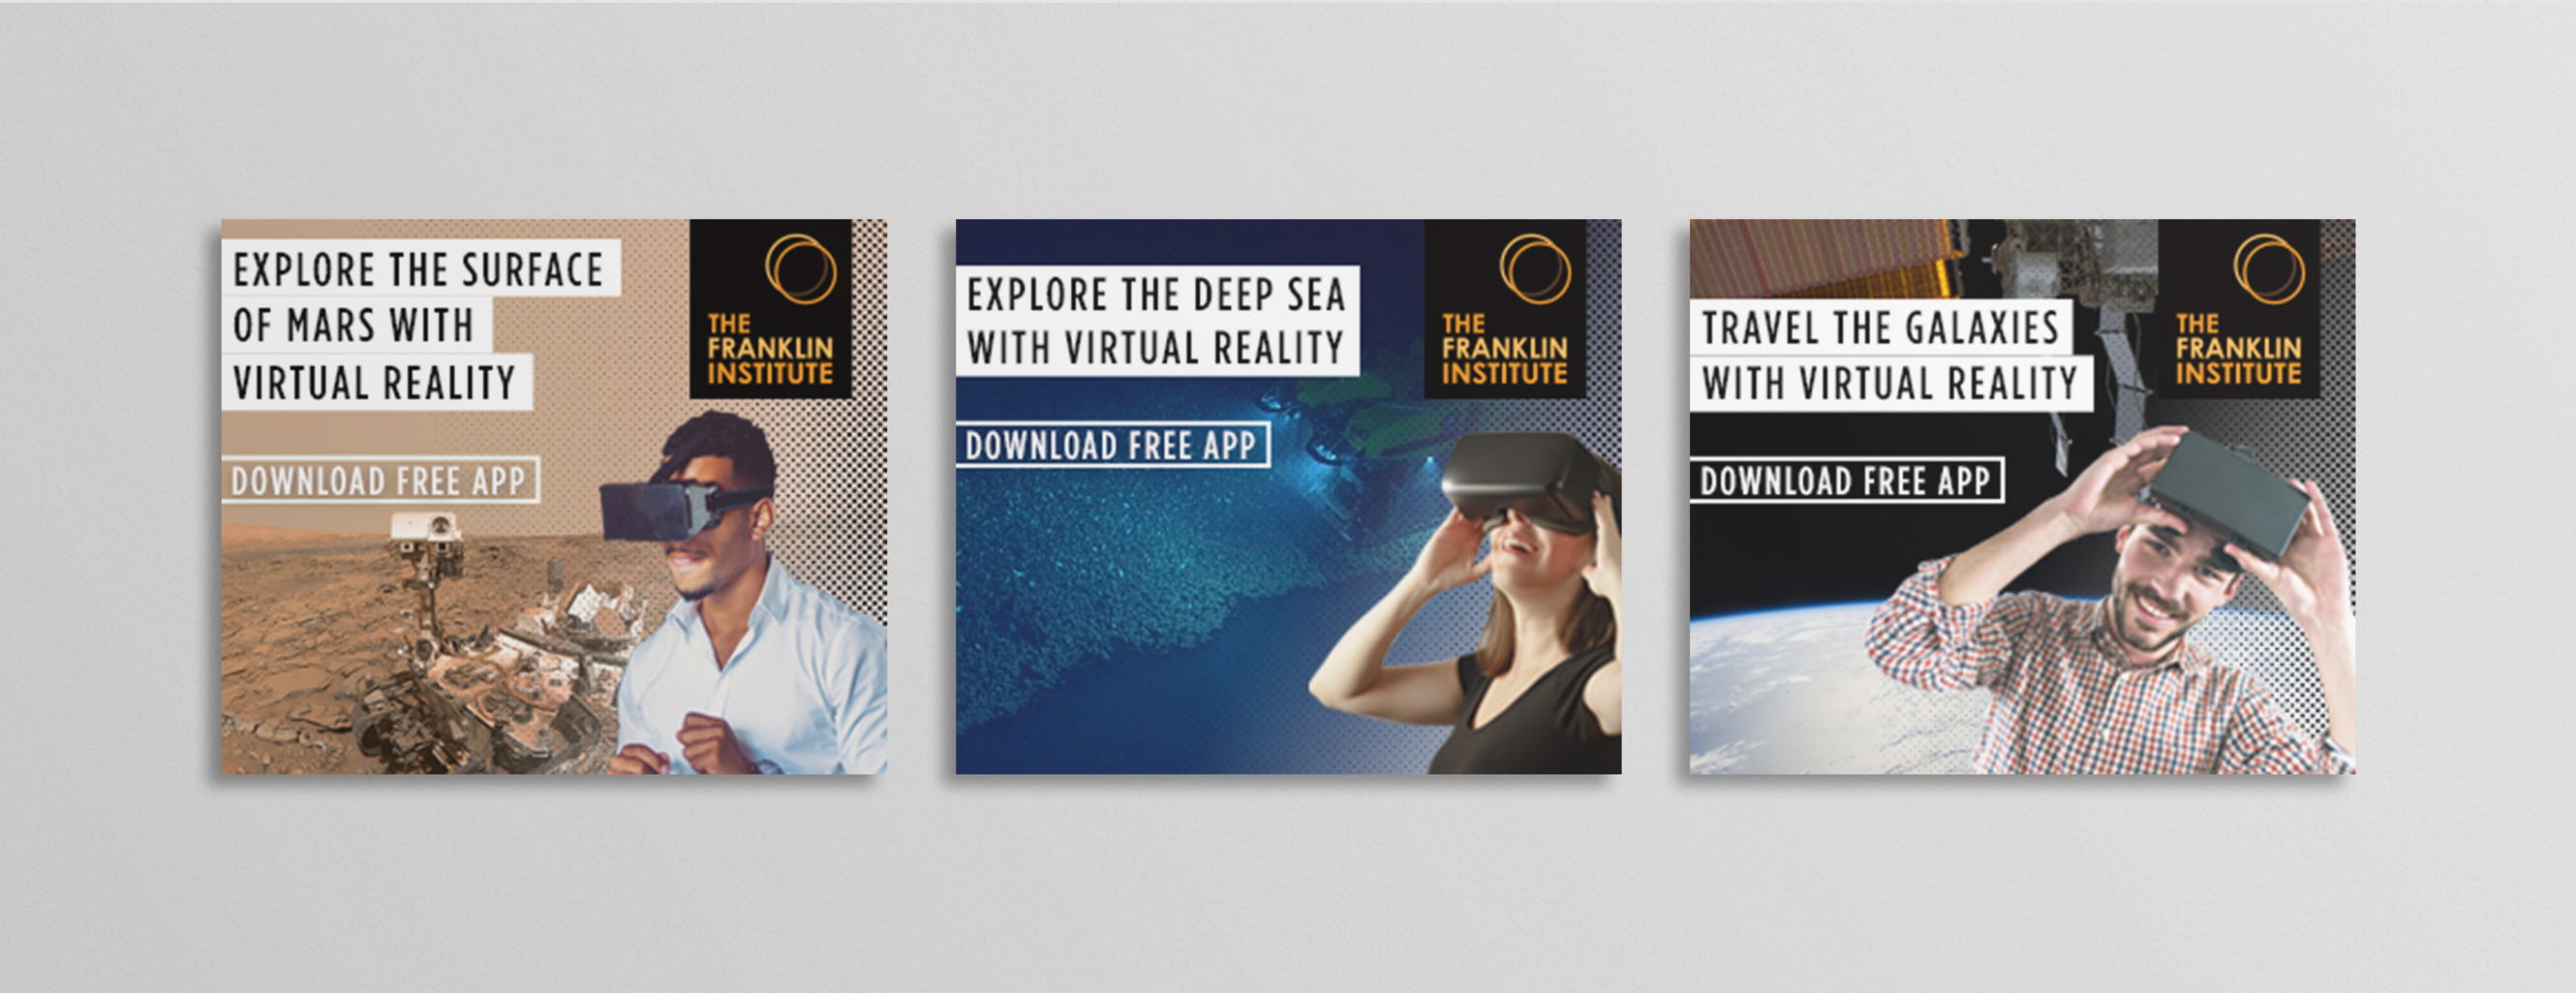 EXPLORE THE SURFACE
OF MARS WITH
VIRTUAL REALITY
DOWNLOAD FREE APP
THE
FRANKLIN
INSTITUTE
EXPLORE THE DEEP SEA
WITH VIRTUAL REALITY
DOWNLOAD FREE APP
THE
FRANKLIN
INSTITUTE
TRAVEL THE GALAXIES
WITH VIRTUAL REALITY
DOWNLOAD FREE APP
THE
FRANKLIN
INSTITUTE